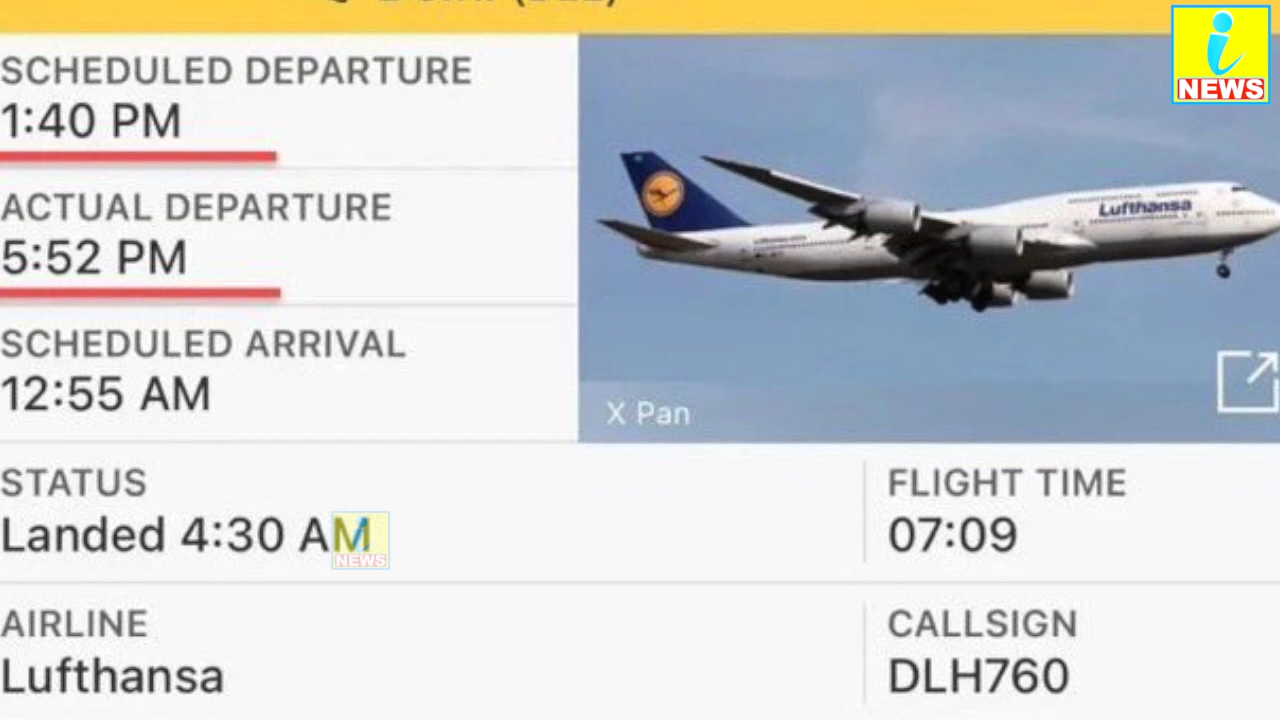 SCHEDULED DEPARTURE
1:40 PM
ACTUAL DEPARTURE
5:52 PM
SCHEDULED ARRIVAL
12:55 AM
i
NEWS
Lufthansa
X Pan
STATUS
Landed 4:30 AM
i
NEWS
FLIGHT TIME
07:09
AIRLINE
Lufthansa
CALLSIGN
DLH760